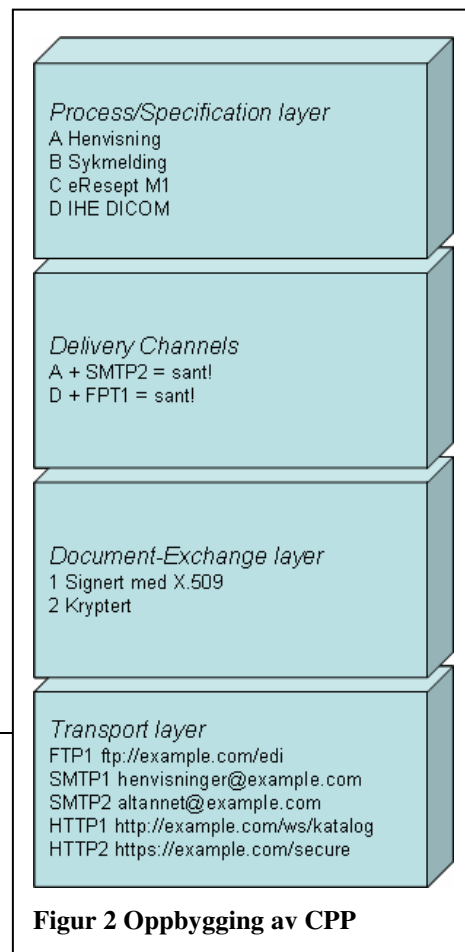 Process/Specification layer
A Henvisning
B Sykmelding
C eResept M1
D IHE DICOM
Delivery Channels
A + SMTP2 = sant!
D + FPT1 = sant!
Document-Exchange layer
1 Signert med X.509
2 Kryptert
Transport layer
FTP1 ftp://example.com/edi
SMTP1 henvisninger@example.com
SMTP2 altannet@example.com
HTTP1 http://example.com/ws/katalog
HTTP2 https://example.com/secure
Figur 2 Oppbygging av CPP